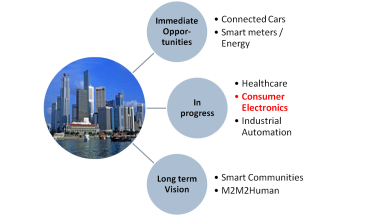 Immediate
Oppor-
tunities
• Connected Cars
• Smart meters /
Energy
In
progress
• Healthcare
• Consumer
Electronics
• Industrial
Automation
Long term
Vision
• Smart Communities
• M2M2Human